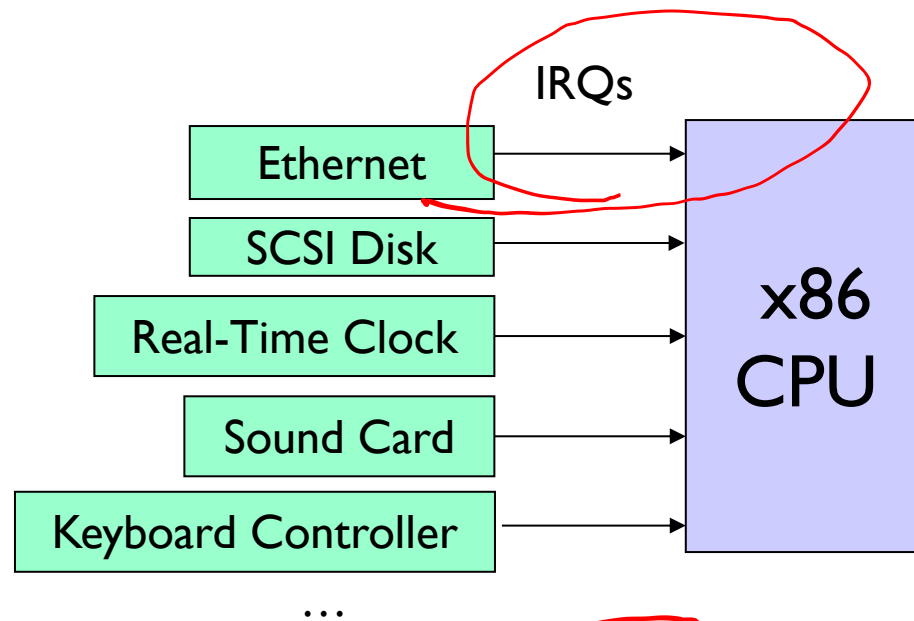 IRQs
Ethernet
SCSI Disk
Real-Time Clock
Sound Card
Keyboard Controller
…
x86
CPU